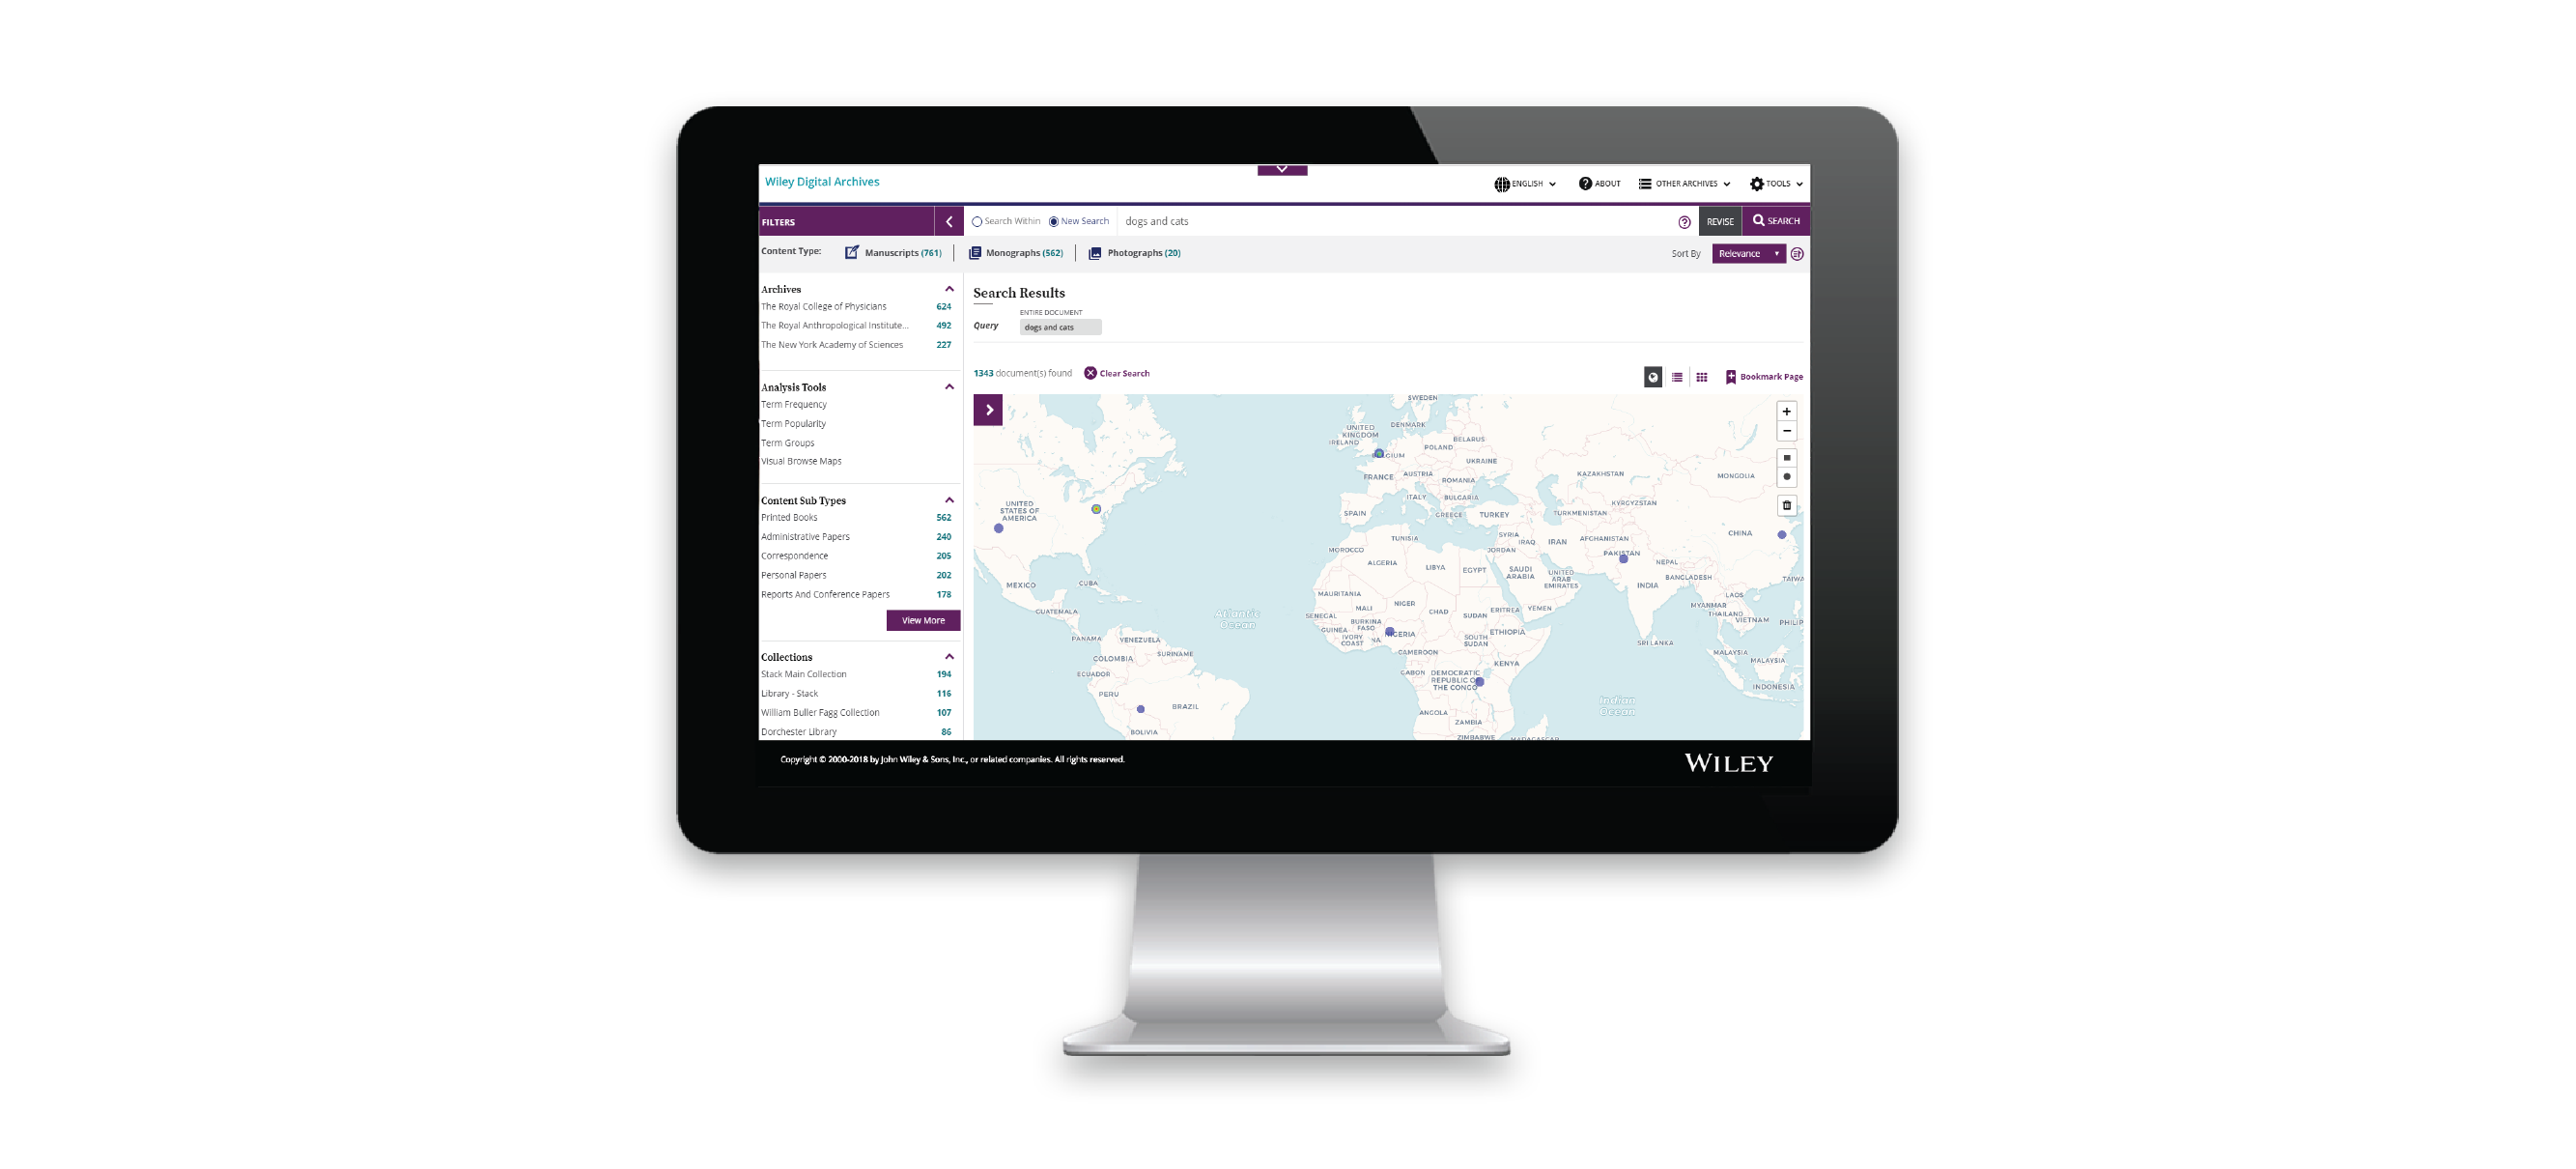 Wiley Digital Archives
ENGLISH
ABOUT
OTHER ARCHIVES
TOOLS
FILTERS
Search Within
New Search
dogs and cats
REVISE
SEARCH
Content Type:
Manuscripts (761)
Monographs (562)
Photographs (20)
Sort By
Relevance
Archives
The Royal College of Physicians 624
The Royal Anthropological Institute... 492
The New York Academy of Sciences 227
Analysis Tools
Term Frequency
Term Popularity
Term Groups
Visual Browse Maps
Content Sub Types
Printed Books 562
Administrative Papers 240
Correspondence 205
Personal Papers 202
Reports And Conference Papers 178
View More
Collections
Stack Main Collection 194
Library - Stack 116
William Buller Fagg Collection 107
Dorchester Library 86
Search Results
ENTIRE DOCUMENT
Query
dogs and cats
1343 document(s) found
Clear Search
Bookmark Page
SWEDEN
UNITED
KINGDOM
DENMARK
IRELAND
BELARUS
POLAND
GIUM
UKRAINE
FRANCE
AUSTRIA
ROMANIA
KAZAKHSTAN
MONGOLIA
ITALY
BULGARIA
UNITED
STATES OF
AMERICA
SPAIN
GREECE
TURKEY
TURKMENISTAN
KYRGYZSTAN
SYRIA
IRAQ
IRAN
AFGHANISTAN
CHINA
TUNISIA
MOROCCO
JORDAN
PAKISTAN
ALGERIA
LIBYA
EGYPT
SAUDI
ARABIA
UNITED
ARAB
EMIRATES
NEPAL
BANGLADESH
INDIA
TAIWA
MEXICO
CUBA
MAURITANIA
MALI
NIGER
CHAD
SUDAN
ERITREA
YEMEN
LAOS
MYANMAR
THAILAND
VIETNAM
PHILIP
GUATEMALA
Atlantic
Ocean
SENEGAL
BURKINA
FASO
GUINEA
IVORY
COAST
NA
GERIA
SOUTH
SUDAN
ETHIOPIA
PANAMA
VENEZUELA
SRI LANKA
COLOMBIA
SURINAME
CAMEROON
KENYA
MALAYSIA
MALAYSIA
ECUADOR
GABON
DEMOCRATIC
REPUBLIC O
THE CONGO
INDONESIA
PERU
BRAZIL
Indian
Ocean
ANGOLA
ZAMBIA
BOLIVIA
ZIMBABWE
MADAGASCAR
Copyright © 2000-2018 by John Wiley & Sons, Inc., or related companies. All rights reserved.
WILEY